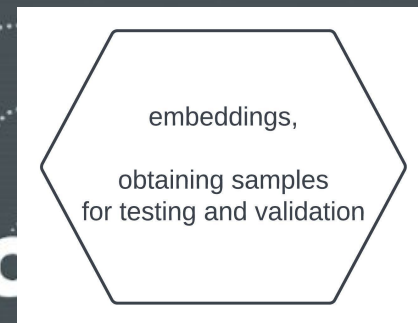 embeddings,
obtaining samples
for testing and validation